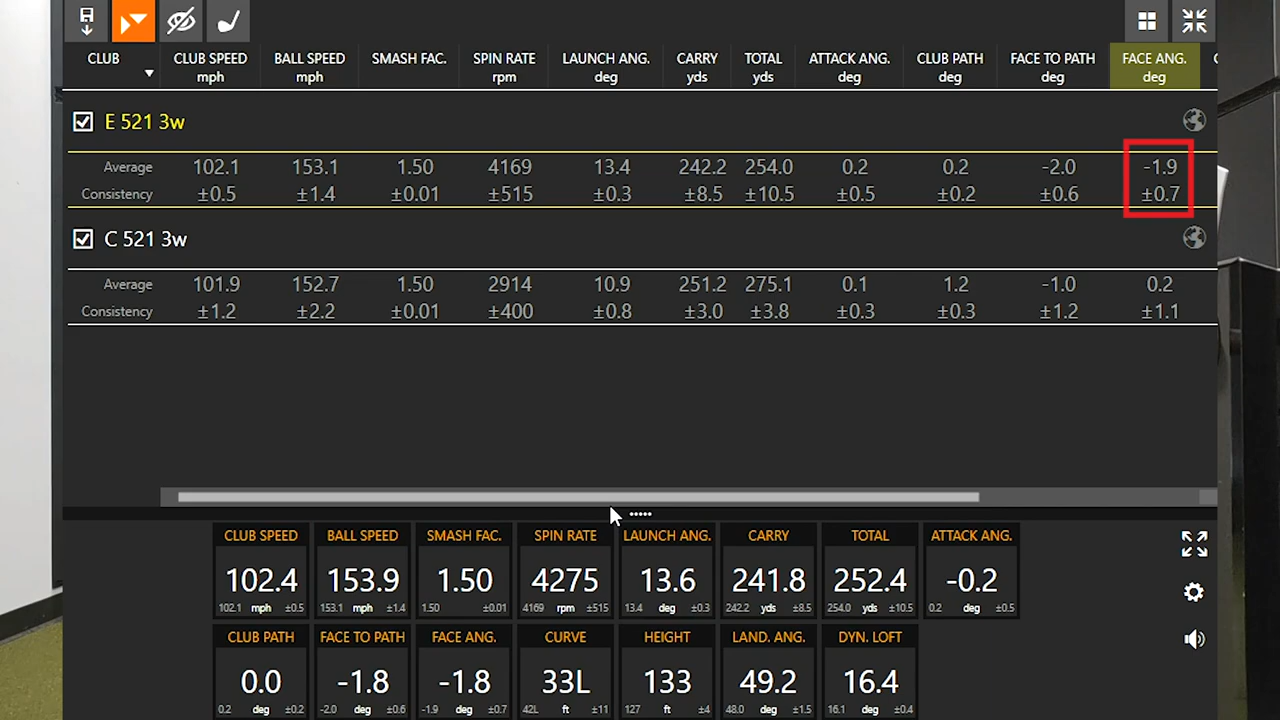 CLUB CLUB SPEED BALL SPEED SMASH FAC. SPIN RATE LAUNCH ANG. CARRY TOTAL ATTACK ANG. CLUB PATH FACE TO PATH FACE ANG.
mph mph rpm deg yds yds deg deg deg deg
E 521 3w
Average 102.1 153.1 1.50 4169 13.4 242.2 254.0 0.2 0.2 -2.0 -1.9
Consistency ±0.5 ±1.4 ±0.01 ±515 ±0.3 ±8.5 ±10.5 ±0.5 ±0.2 ±0.6 ±0.7
C 521 3w
Average 101.9 152.7 1.50 2914 10.9 251.2 275.1 0.1 1.2 -1.0 0.2
Consistency ±1.2 ±2.2 ±0.01 ±400 ±0.8 ±3.0 ±3.8 ±0.3 ±0.3 ±1.2 ±1.1
CLUB SPEED BALL SPEED SMASH FAC. SPIN RATE LAUNCH ANG. CARRY TOTAL ATTACK ANG.
102.4 153.9 1.50 4275 13.6 241.8 252.4 -0.2
102.1 mph ±0.5 153.1 mph ±1.4 1.50 ±0.01 4169 rpm ±515 13.4 deg ±0.3 242.2 yds ±8.5 254.0 yds ±10.5 0.2 deg ±0.5
CLUB PATH FACE TO PATH FACE ANG. CURVE HEIGHT LAND. ANG. DYN. LOFT
0.0 -1.8 -1.8 33L 133 49.2 16.4
0.2 deg ±0.2 -2.0 deg ±0.6 -1.9 deg ±0.7 42L ft ±11 127 ft ±4 48.0 deg ±1.5 16.1 deg ±0.4